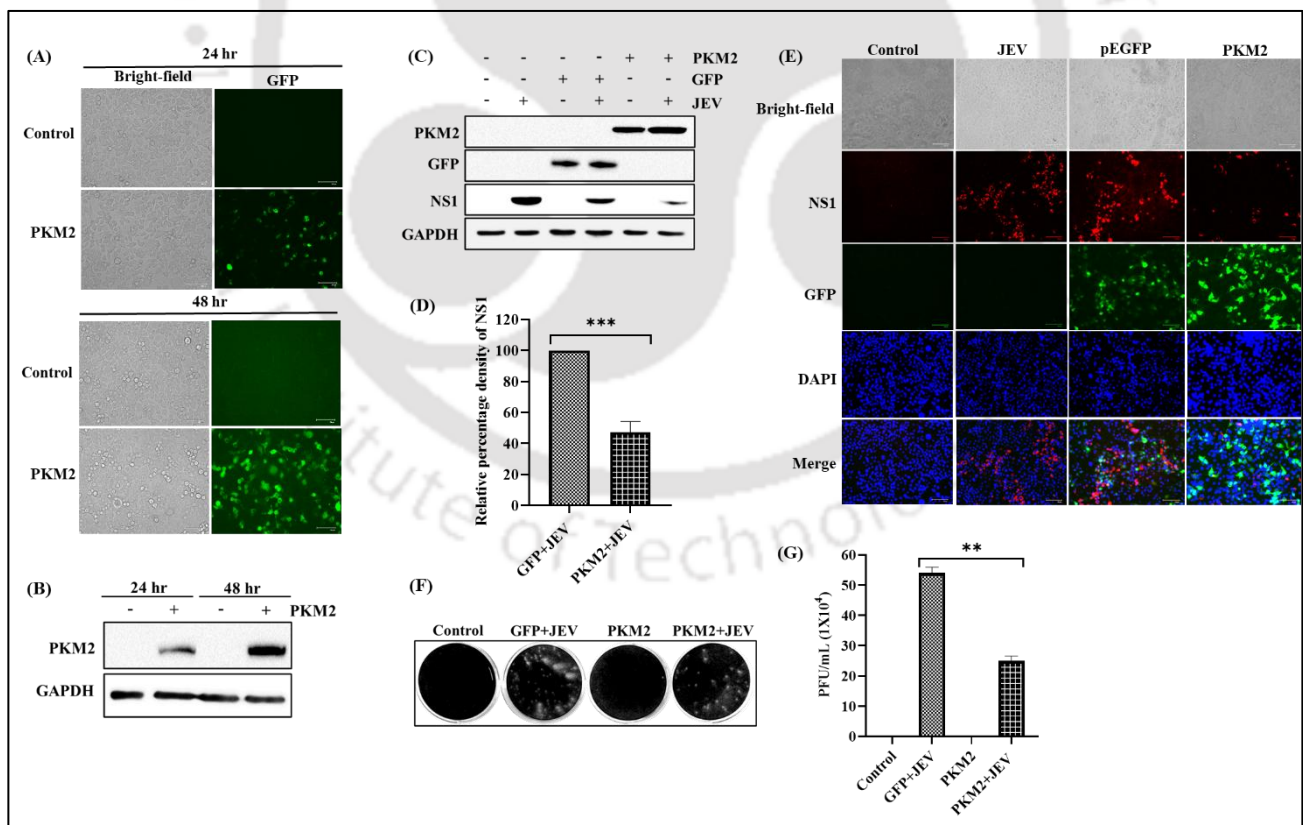 (A)
24 hr
Bright-field GFP
Control
PKM2
48 hr
Control
PKM2
(B)
24 hr 48 hr
- + - + PKM2
PKM2
GAPDH
(C)
- - - - + + PKM2
- - + + - - GFP
- + - + - + JEV
PKM2
GFP
NS1
GAPDH
(D)
Relative percentage density of NS1
120
100
80
60
40
20
0
***
GFP+JEV
PKM2+JEV
(E)
Control JEV pEGFP PKM2
Bright-field
NS1
GFP
DAPI
Merge
(F)
Control GFP+JEV PKM2 PKM2+JEV
(G)
PFU/mL (1X10⁴)
60
50
40
30
20
10
0
**
Control
GFP+JEV
PKM2
PKM2+JEV
itute of Technolo